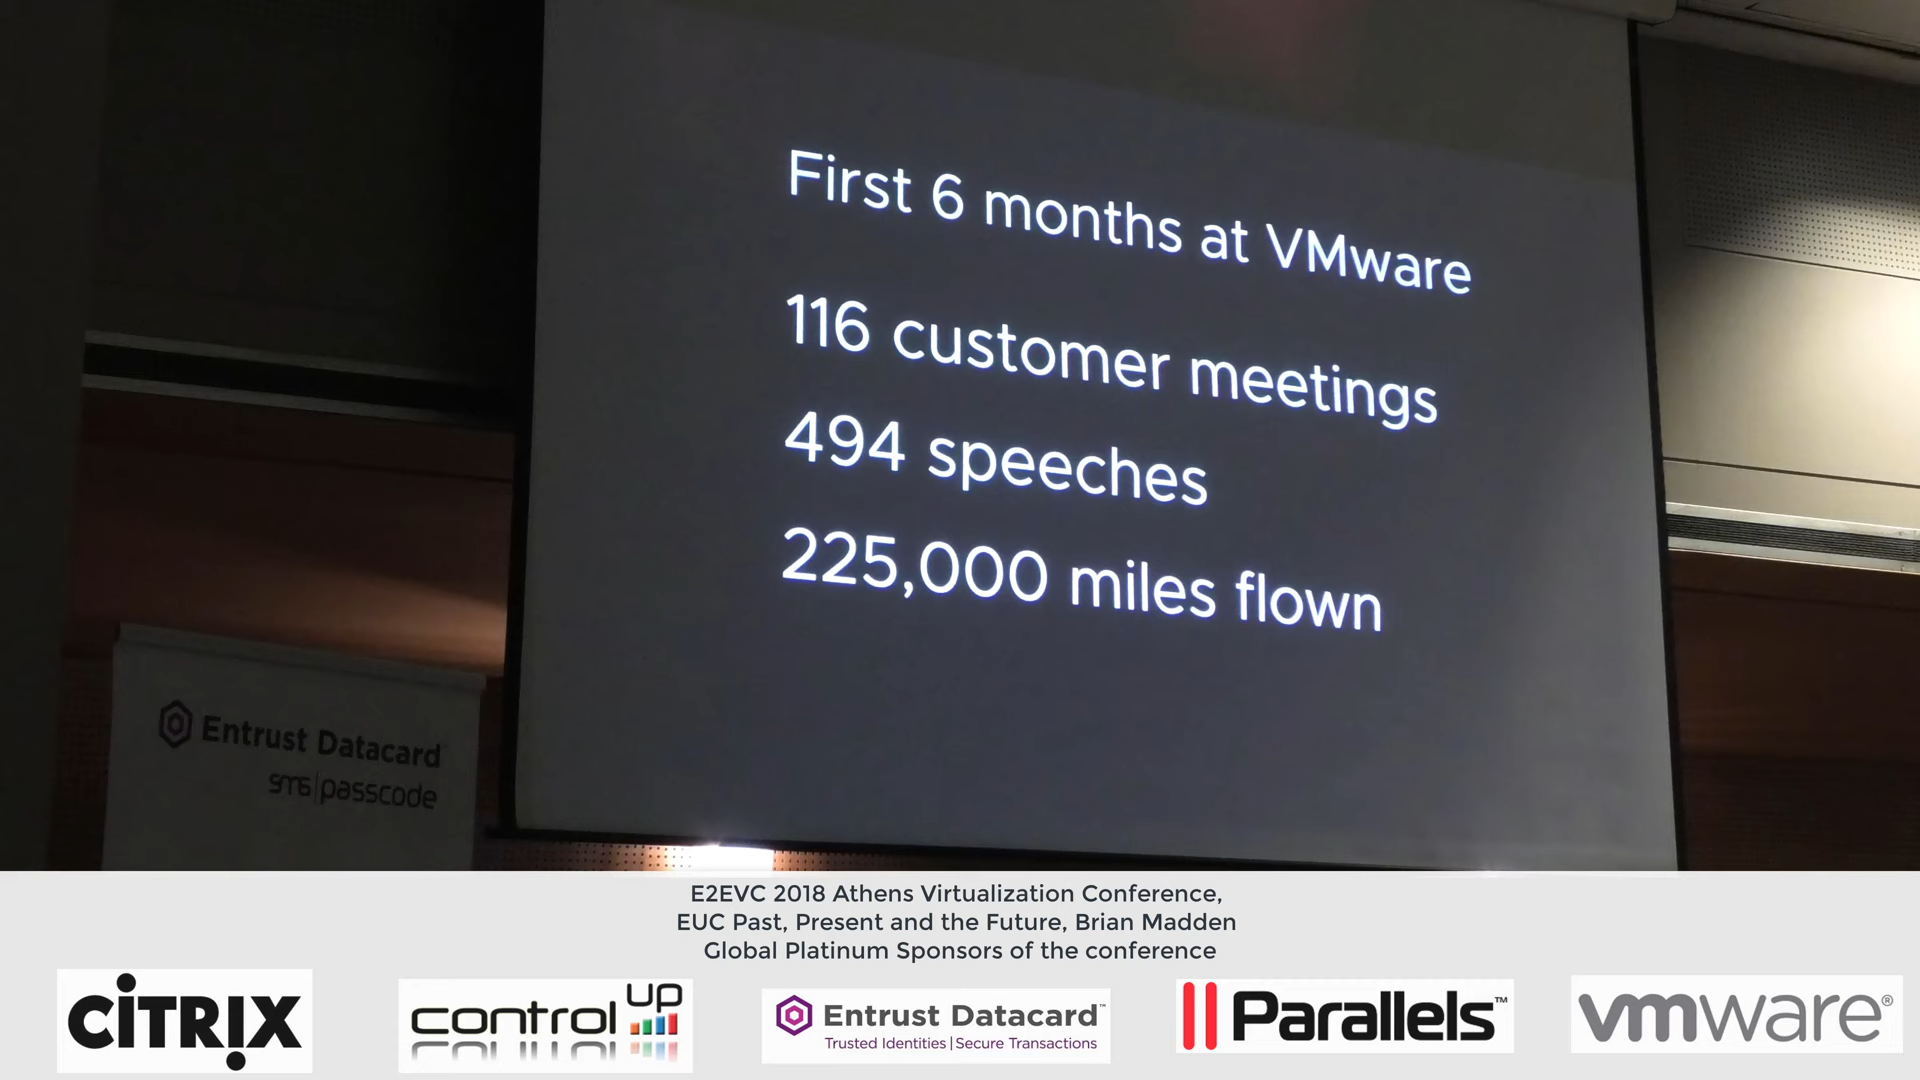 First 6 months at VMware
116 customer meetings
494 speeches
225,000 miles flown
Entrust Datacard
sms|passcode
E2EVC 2018 Athens Virtualization Conference,
EUC Past, Present and the Future, Brian Madden
Global Platinum Sponsors of the conference
CiTRIX
control UP
Entrust Datacard™
Trusted Identities | Secure Transactions
Parallels™
vmware®